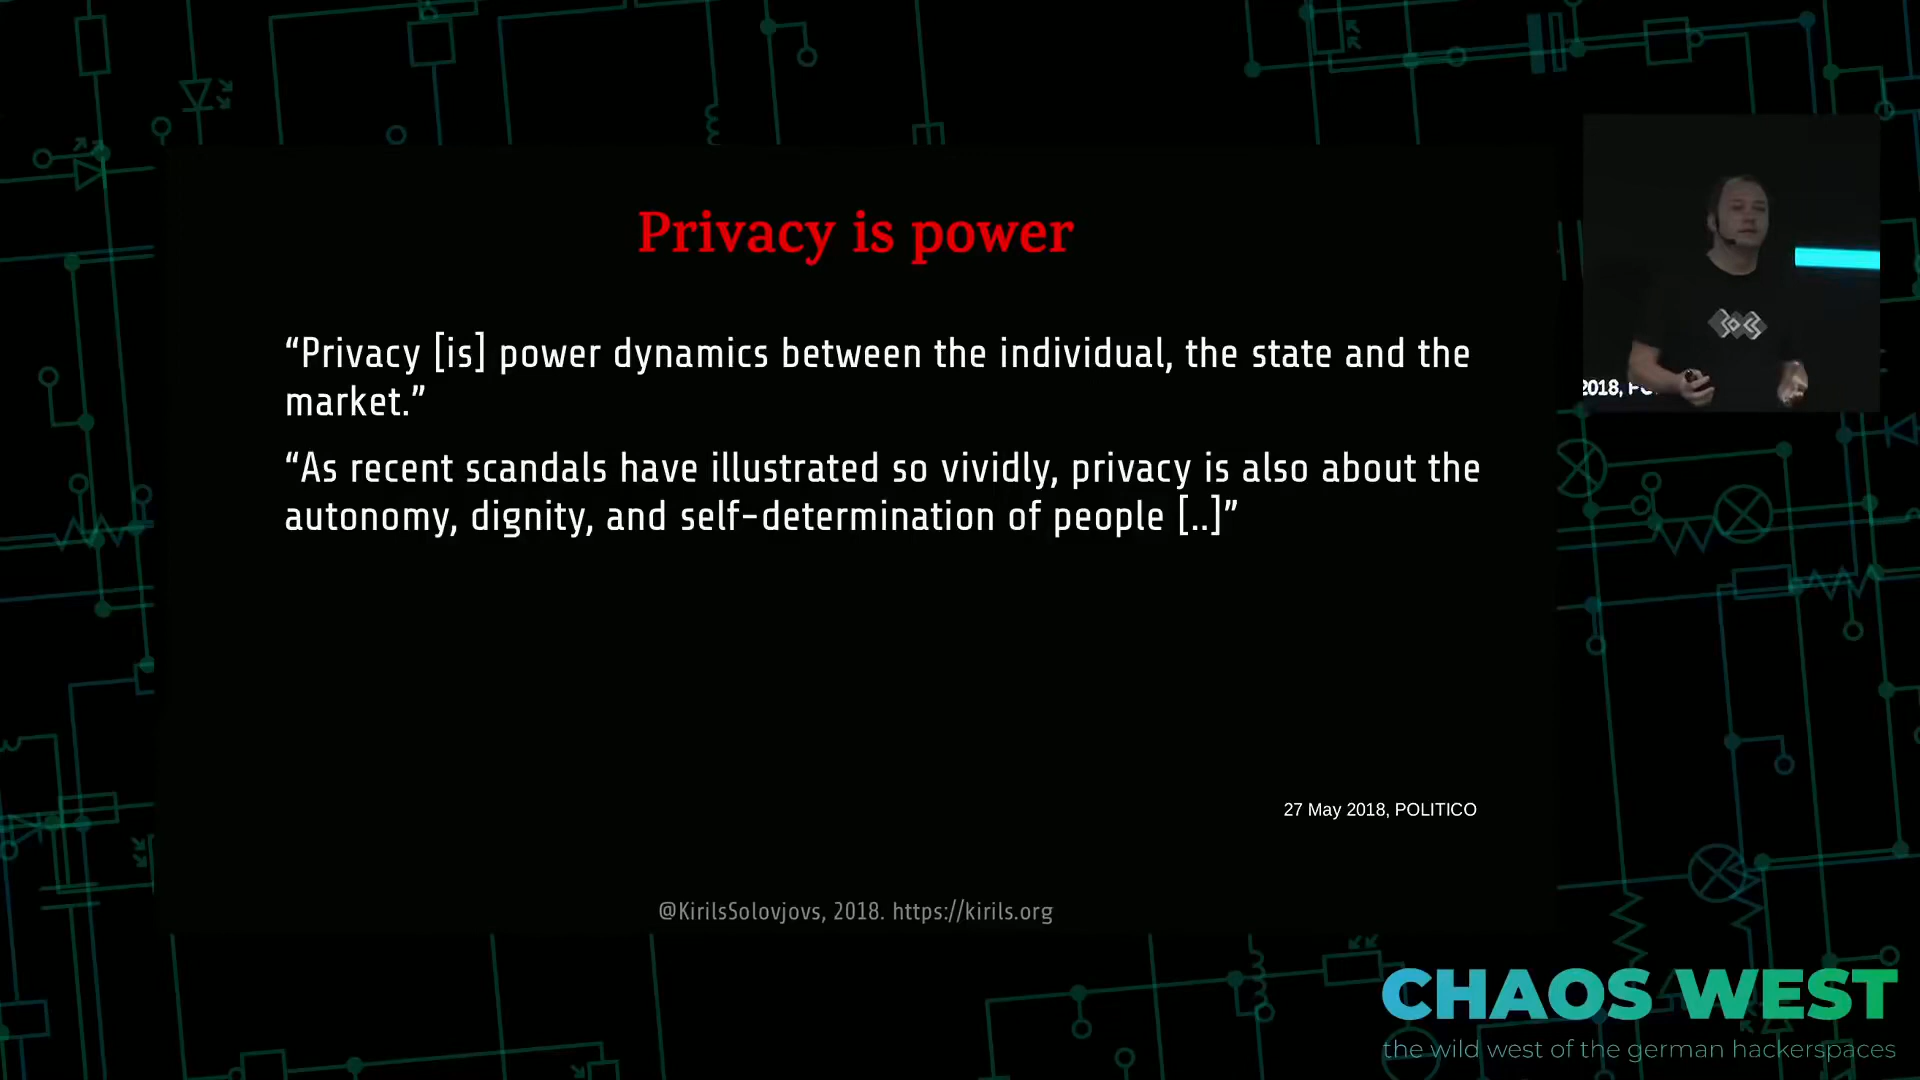 Privacy is power
“Privacy [is] power dynamics between the individual, the state and the
market.”
“As recent scandals have illustrated so vividly, privacy is also about the
autonomy, dignity, and self-determination of people [..]”
2018, PO
27 May 2018, POLITICO
@KirilsSolovjovs, 2018. https://kirils.org
CHAOS WEST
the wild west of the german hackerspaces